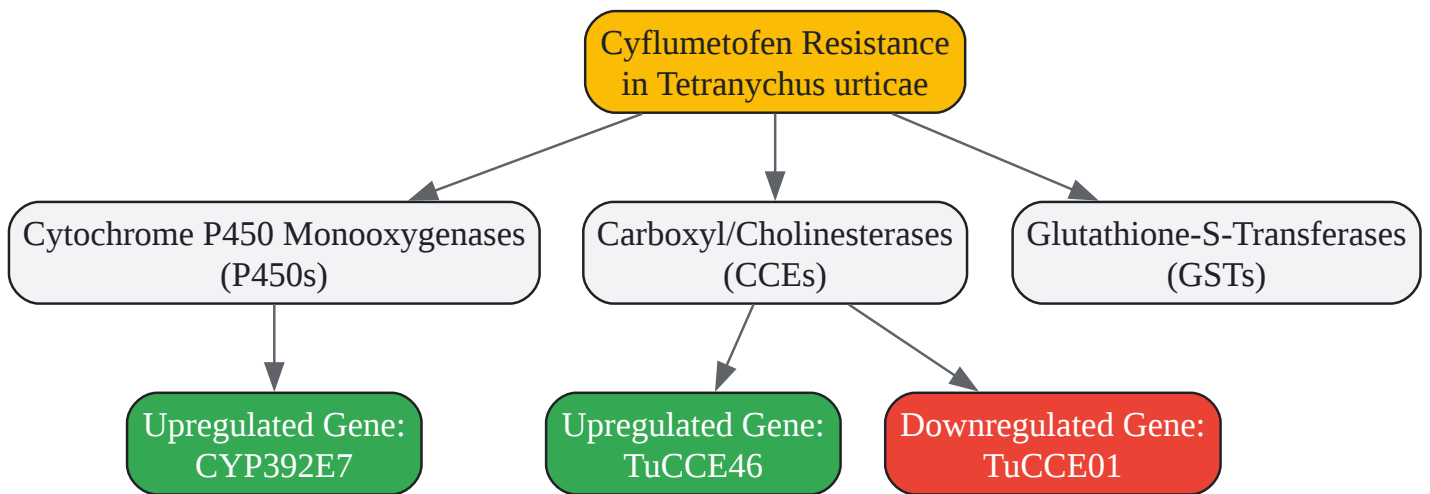 Cyflumetofen Resistance
in Tetranychus urticae
Cytochrome P450 Monooxygenases
(P450s)
Carboxyl/Cholinesterases
(CCEs)
Glutathione-S-Transferases
(GSTs)
Upregulated Gene:
CYP392E7
Upregulated Gene:
TuCCE46
Downregulated Gene:
TuCCE01